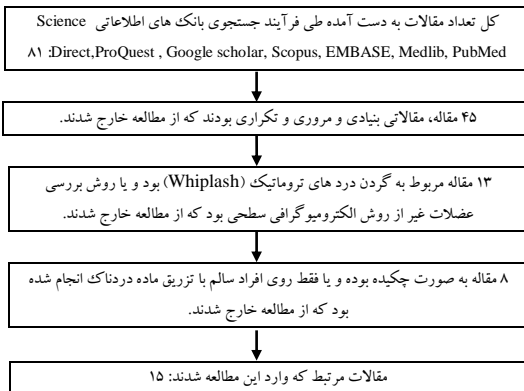 کل تعداد مقالات به دست آمده طی فرآیند جستجوی بانک های اطلاعاتی Science
Direct,ProQuest , Google scholar, Scopus, EMBASE, Medlib, PubMed: ۸۱
۴۵ مقاله، مقالاتی بنیادی و مروری و تکراری بودند که از مطالعه خارج شدند.
۱۳ مقاله مربوط به گردن درد های تروماتیک (Whiplash) بود و یا روش بررسی
عضلات غیر از روش الکترومیوگرافی سطحی بود که از مطالعه خارج شدند.
۸ مقاله به صورت چکیده بوده و یا فقط روی افراد سالم با تزریق ماده دردناک انجام شده
بود که از مطالعه خارج شدند.
مقالات مرتبط که وارد این مطالعه شدند: ۱۵